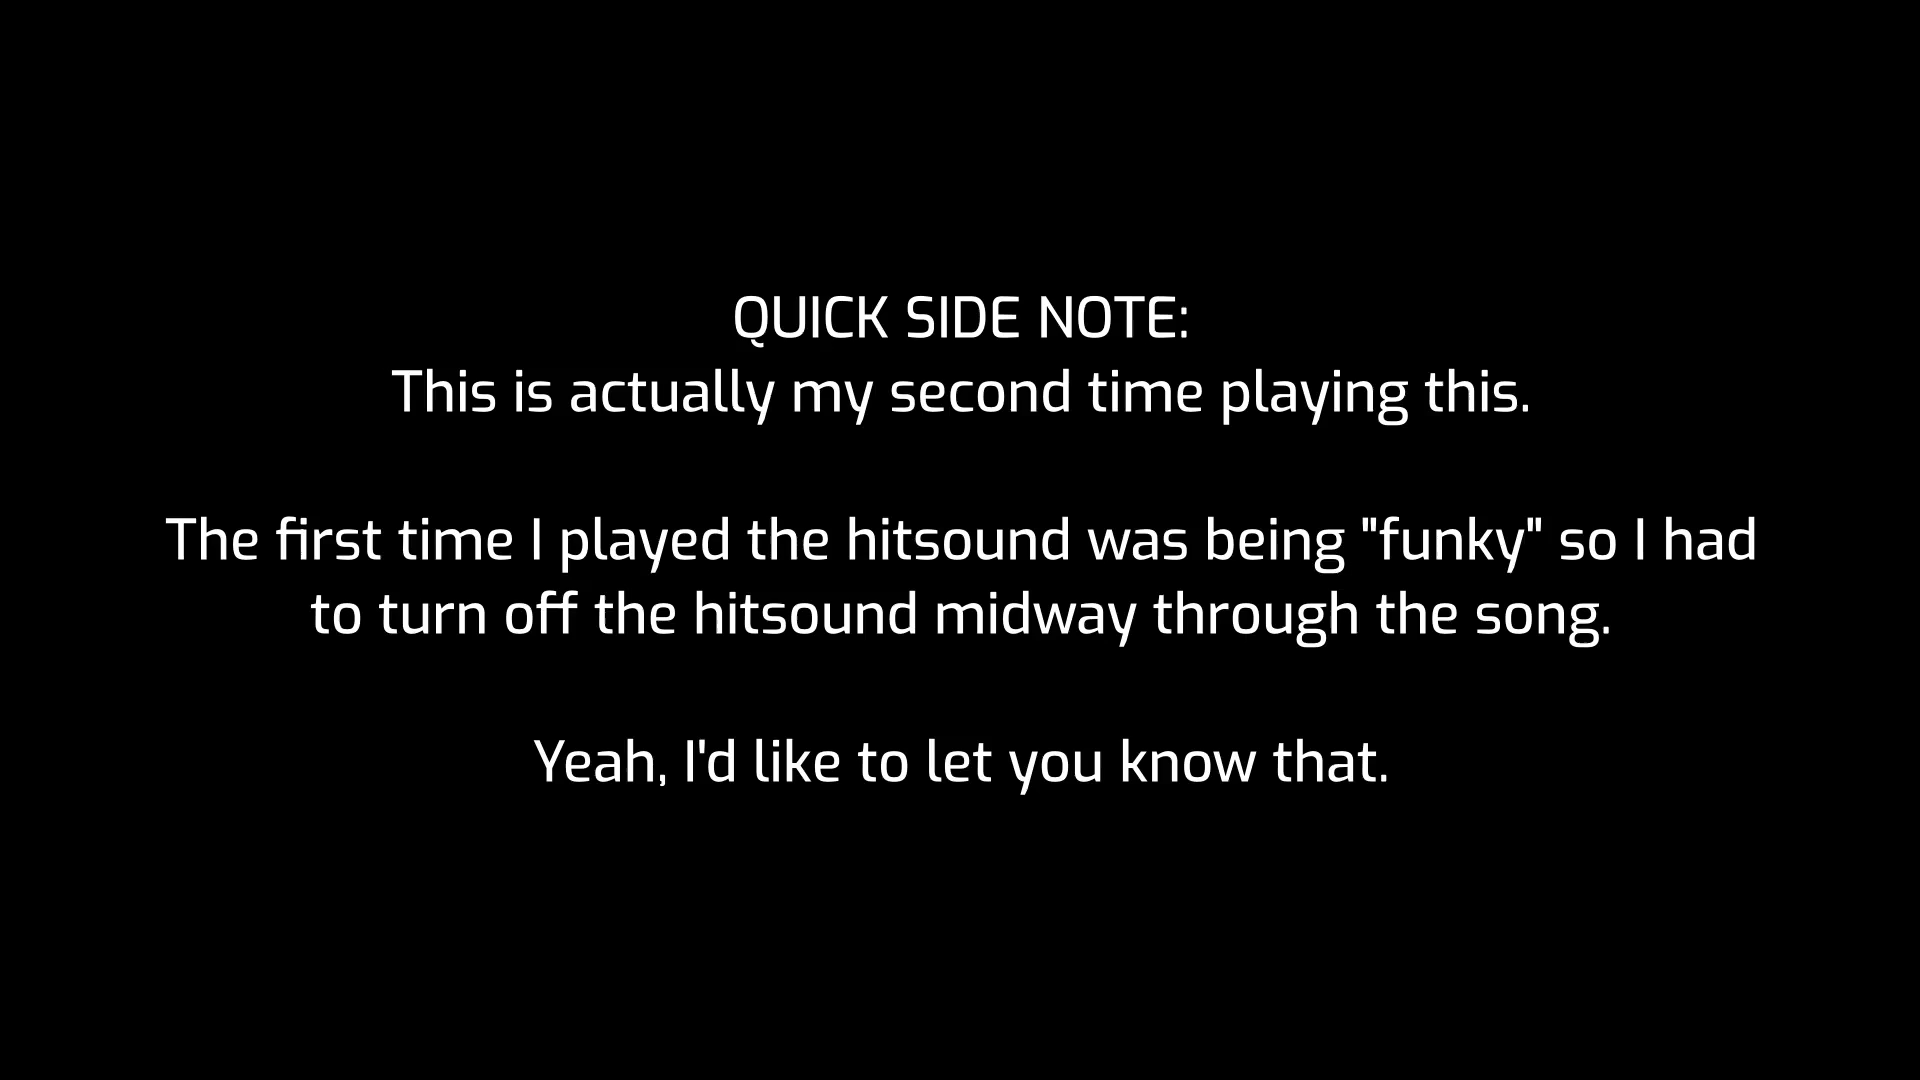 QUICK SIDE NOTE:
This is actually my second time playing this.
The first time I played the hitsound was being "funky" so I had
to turn off the hitsound midway through the song.
Yeah, I'd like to let you know that.